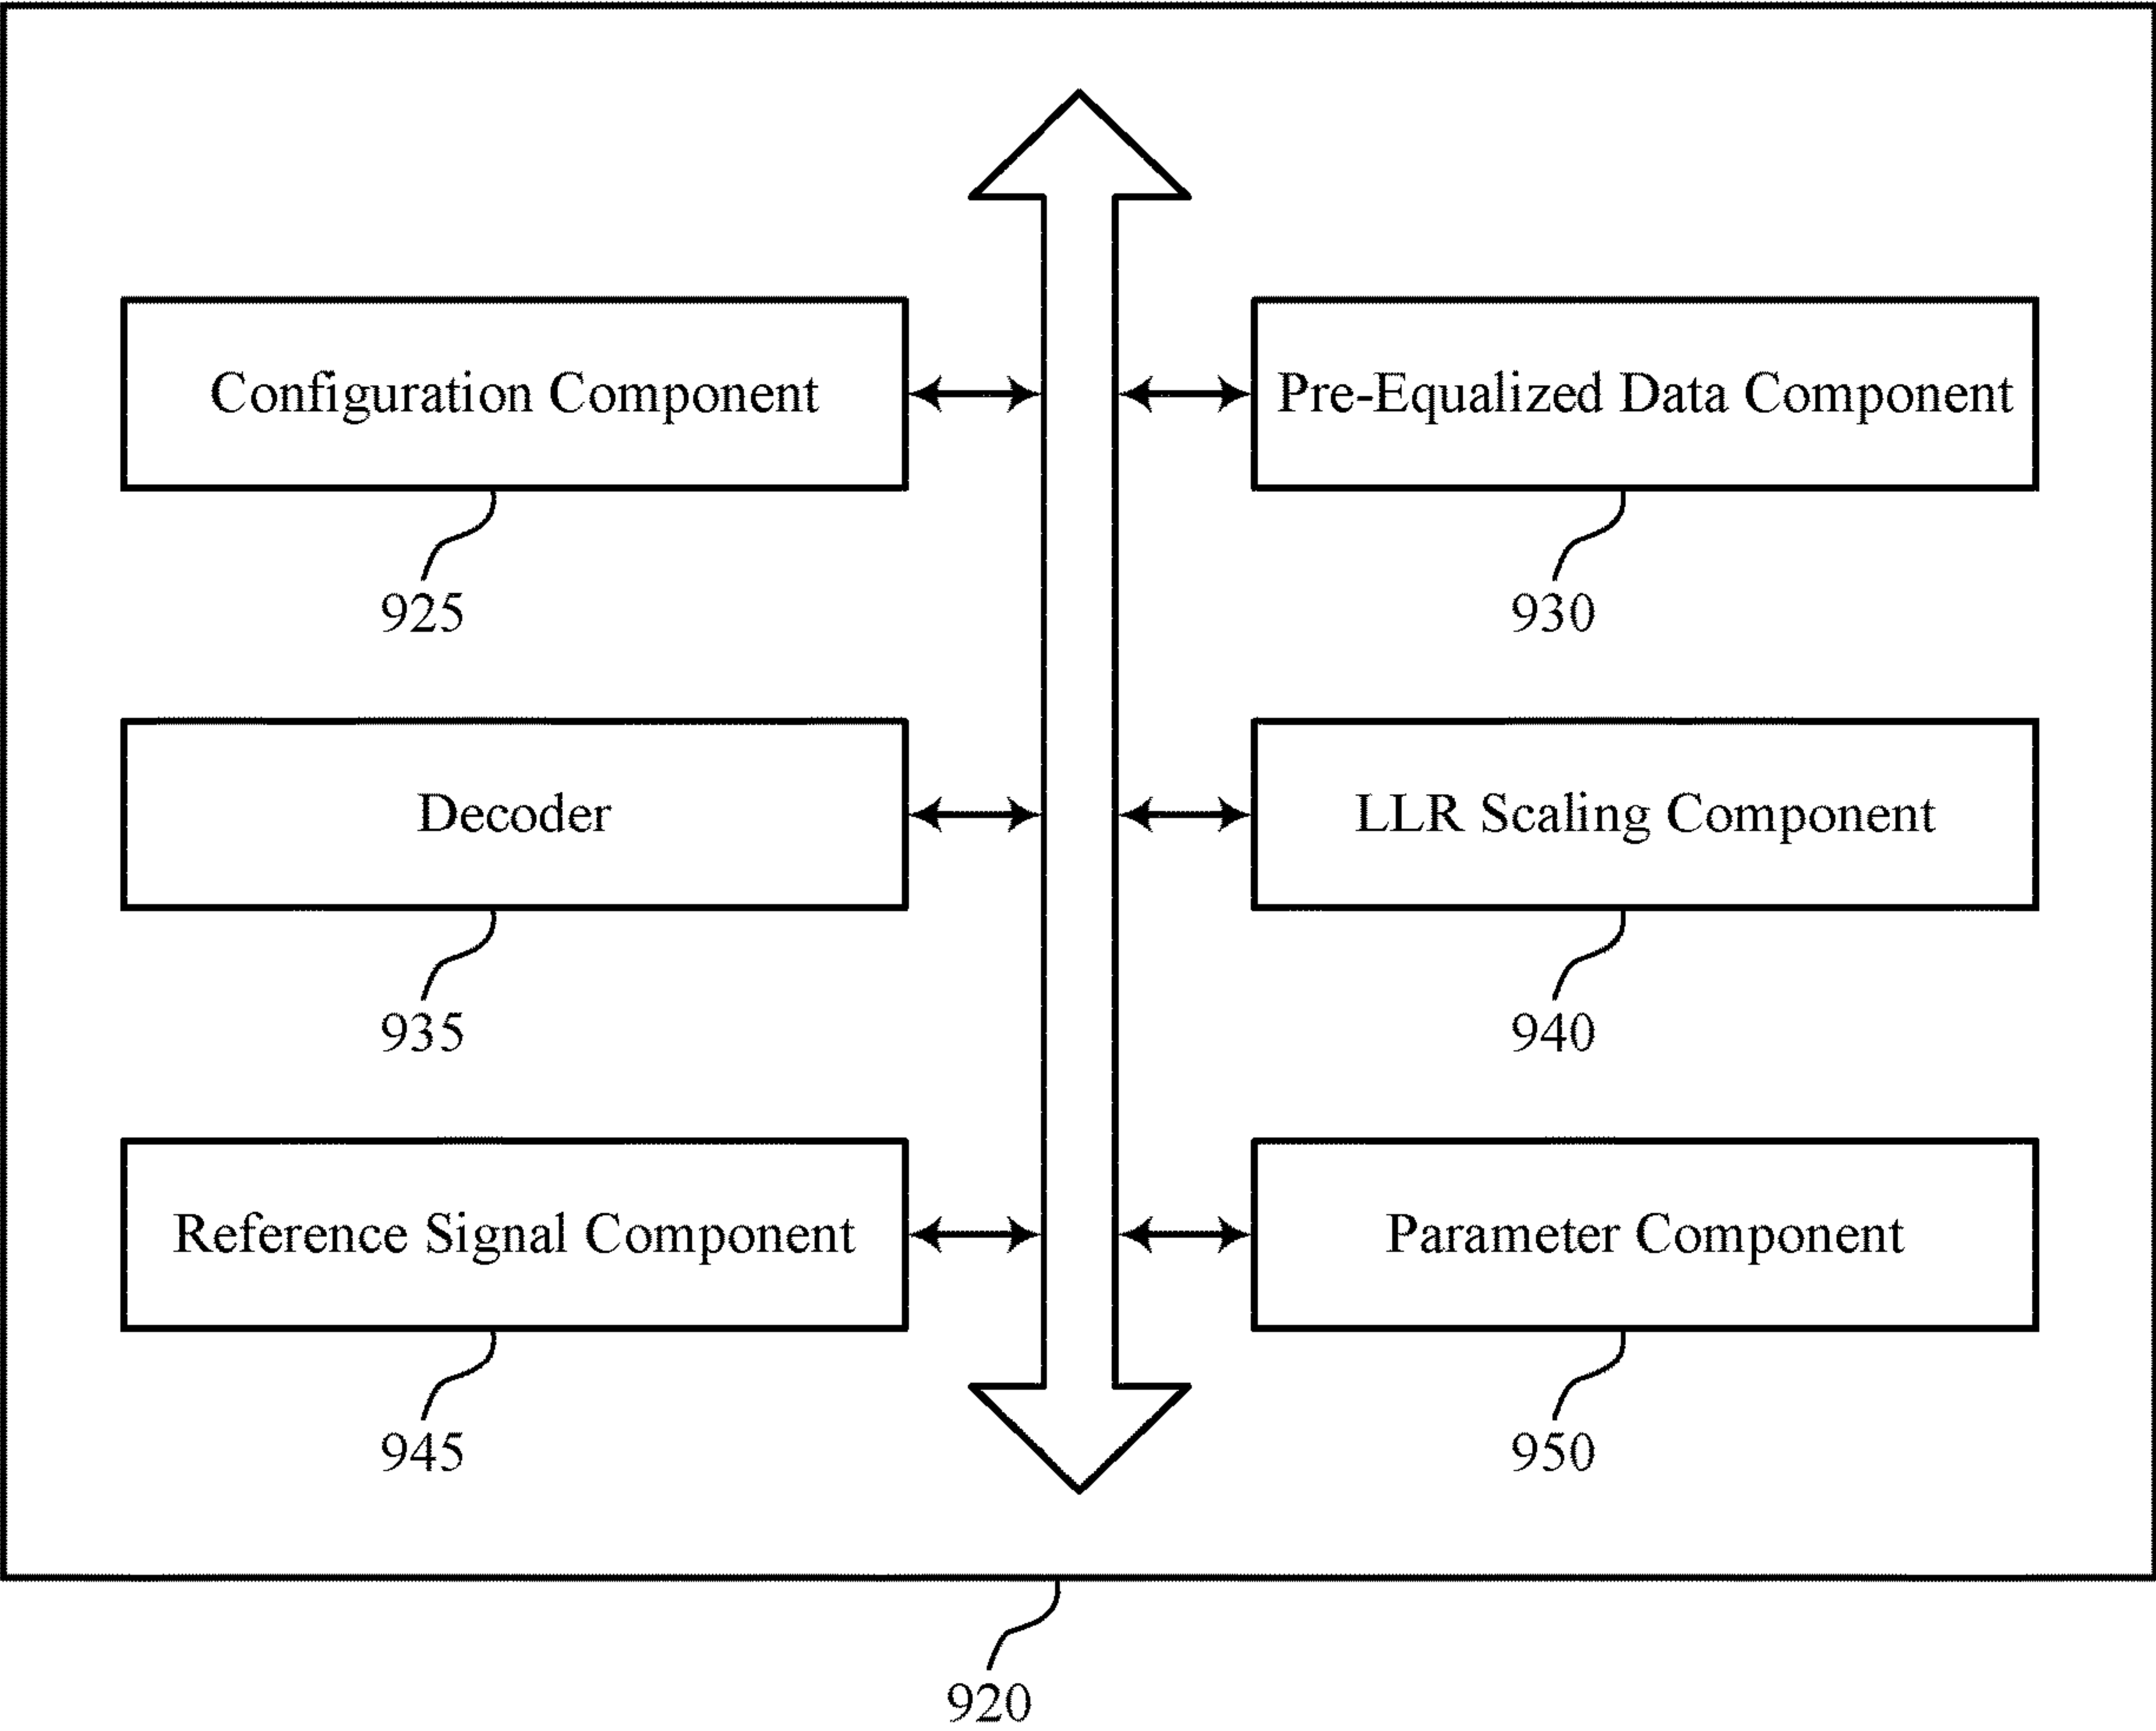 Configuration Component
Pre-Equalized Data Component
925
930
Decoder
LLR Scaling Component
935
940
Reference Signal Component
Parameter Component
945
950
920